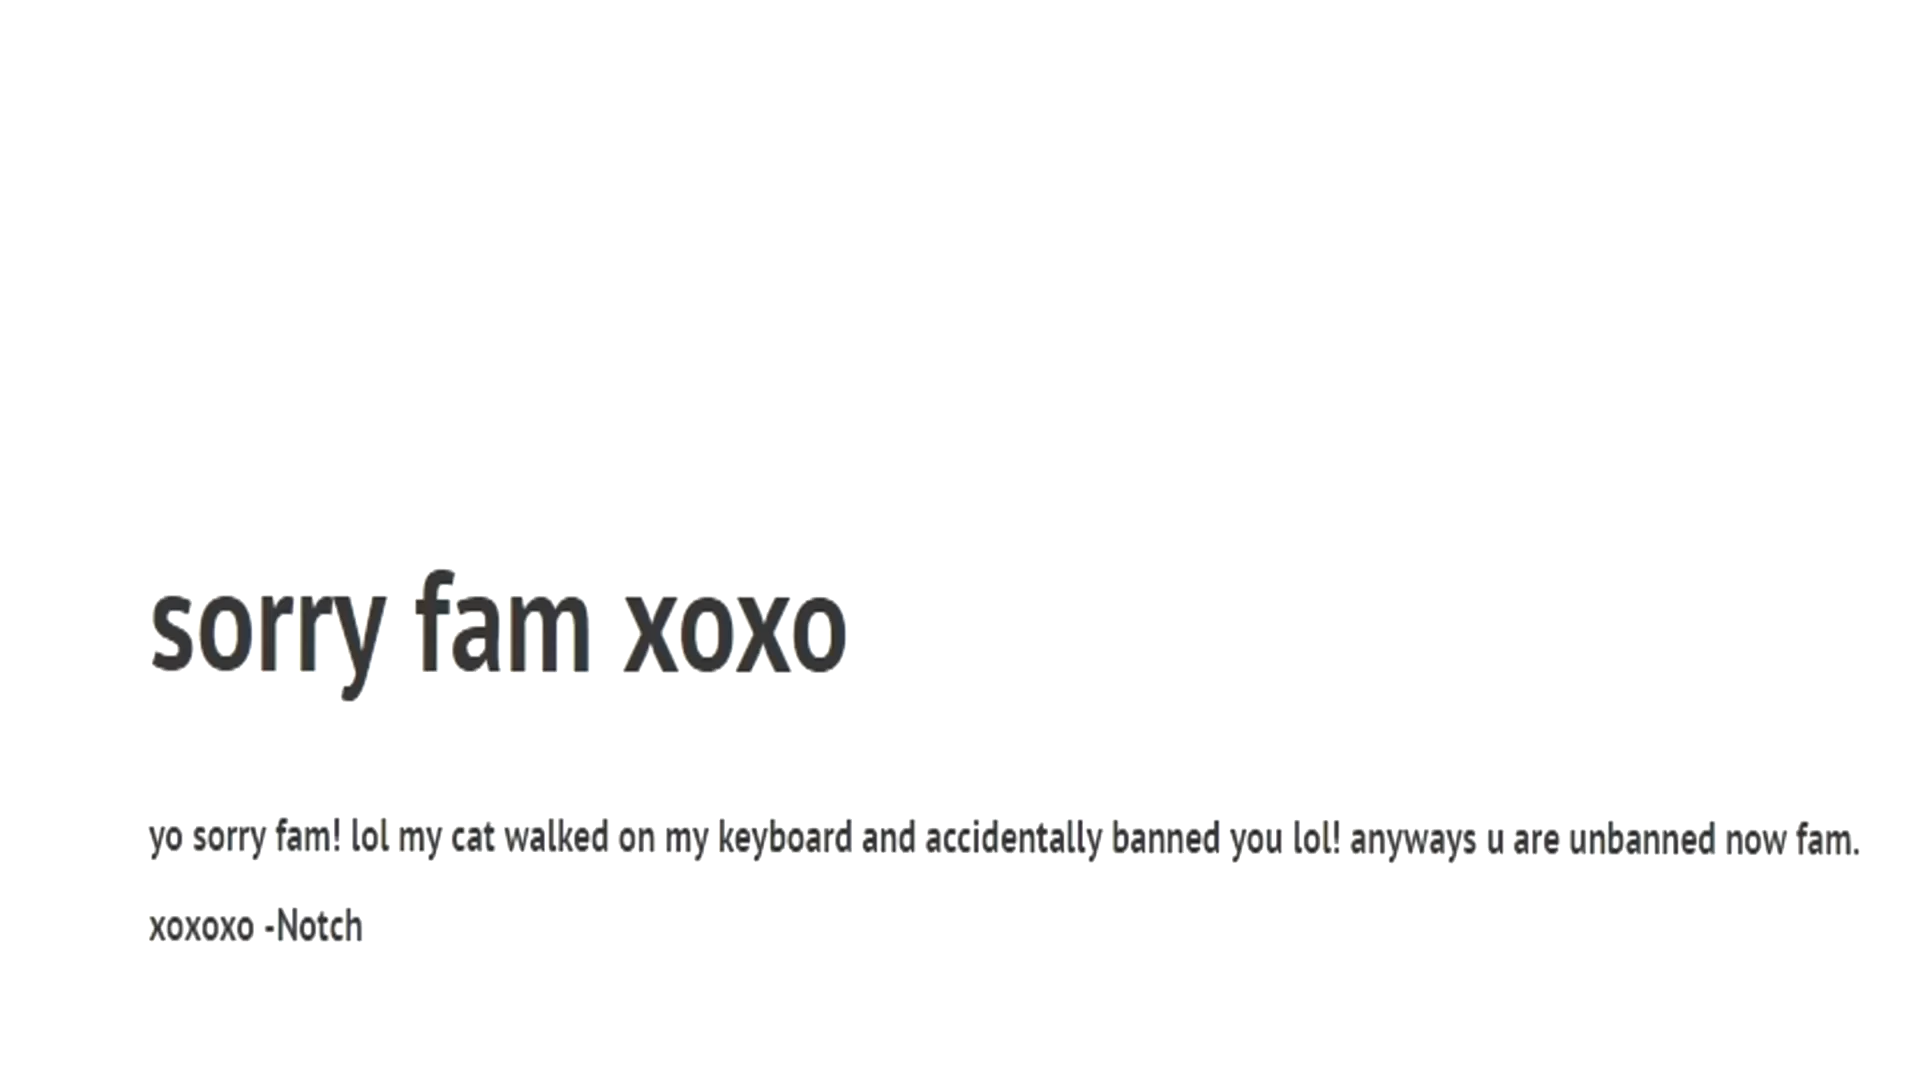 sorry fam xoxo
yo sorry fam! lol my cat walked on my keyboard and accidentally banned you lol! anyways u are unbanned now fam.
xoxoxo -Notch